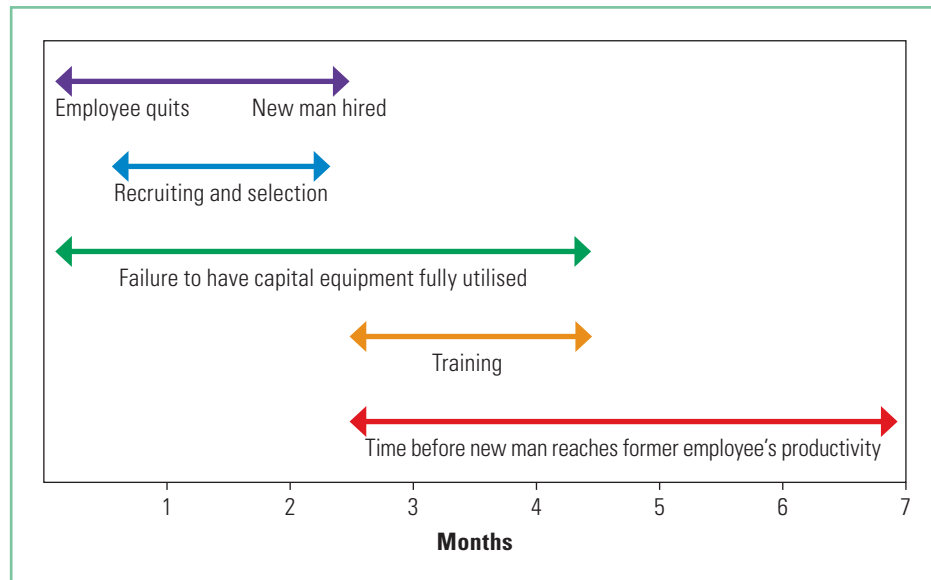 Employee quits New man hired
Recruiting and selection
Failure to have capital equipment fully utilised
Training
Time before new man reaches former employee's productivity
1 2 3 4 5 6 7
Months